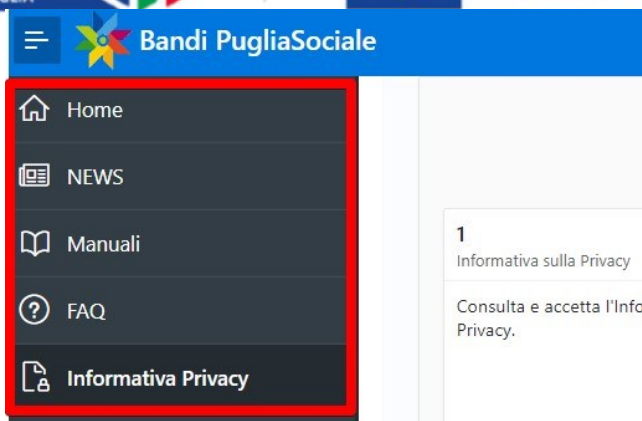 Bandi PugliaSociale
Home
NEWS
Manuali
FAQ
Informativa Privacy
1
Informativa sulla Privacy
Consulta e accetta l'Info
Privacy.